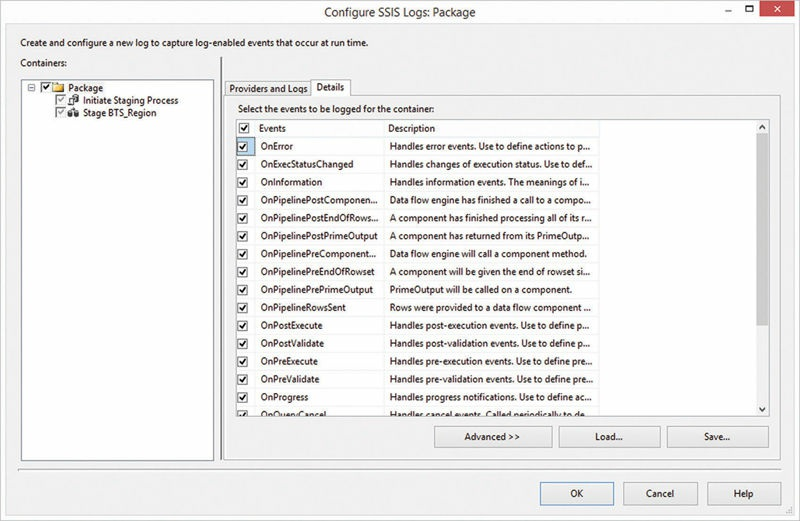 Configure SSIS Logs: Package
Create and configure a new log to capture log-enabled events that occur at run time.
Containers:
Package
Initiate Staging Process
Stage BTS_Region
Providers and Logs Details
Select the events to be logged for the container:
Events Description
OnError Handles error events. Use to define actions to p...
OnExecStatusChanged Handles changes of execution status. Use to def...
OnInformation Handles information events. The meanings of i...
OnPipelinePostComponen... Data flow engine has finished a call to a compo...
OnPipelinePostEndOfRows... A component has finished processing all of its r...
OnPipelinePostPrimeOutput A component has returned from its PrimeOutp...
OnPipelinePreComponent... Data flow engine will call a component method.
OnPipelinePreEndOfRowset A component will be given the end of rowset si...
OnPipelinePrePrimeOutput PrimeOutput will be called on a component.
OnPipelineRowsSent Rows were provided to a data flow component ...
OnPostExecute Handles post-execution events. Use to define p...
OnPostValidate Handles post-validation events. Use to define p...
OnPreExecute Handles pre-execution events. Use to define pre...
OnPreValidate Handles pre-validation events. Use to define pre...
OnProgress Handles progress notifications. Use to define ac...
OnQueryCancel Handles cancel events. Called periodically to de...
Advanced >> Load... Save...
OK Cancel Help